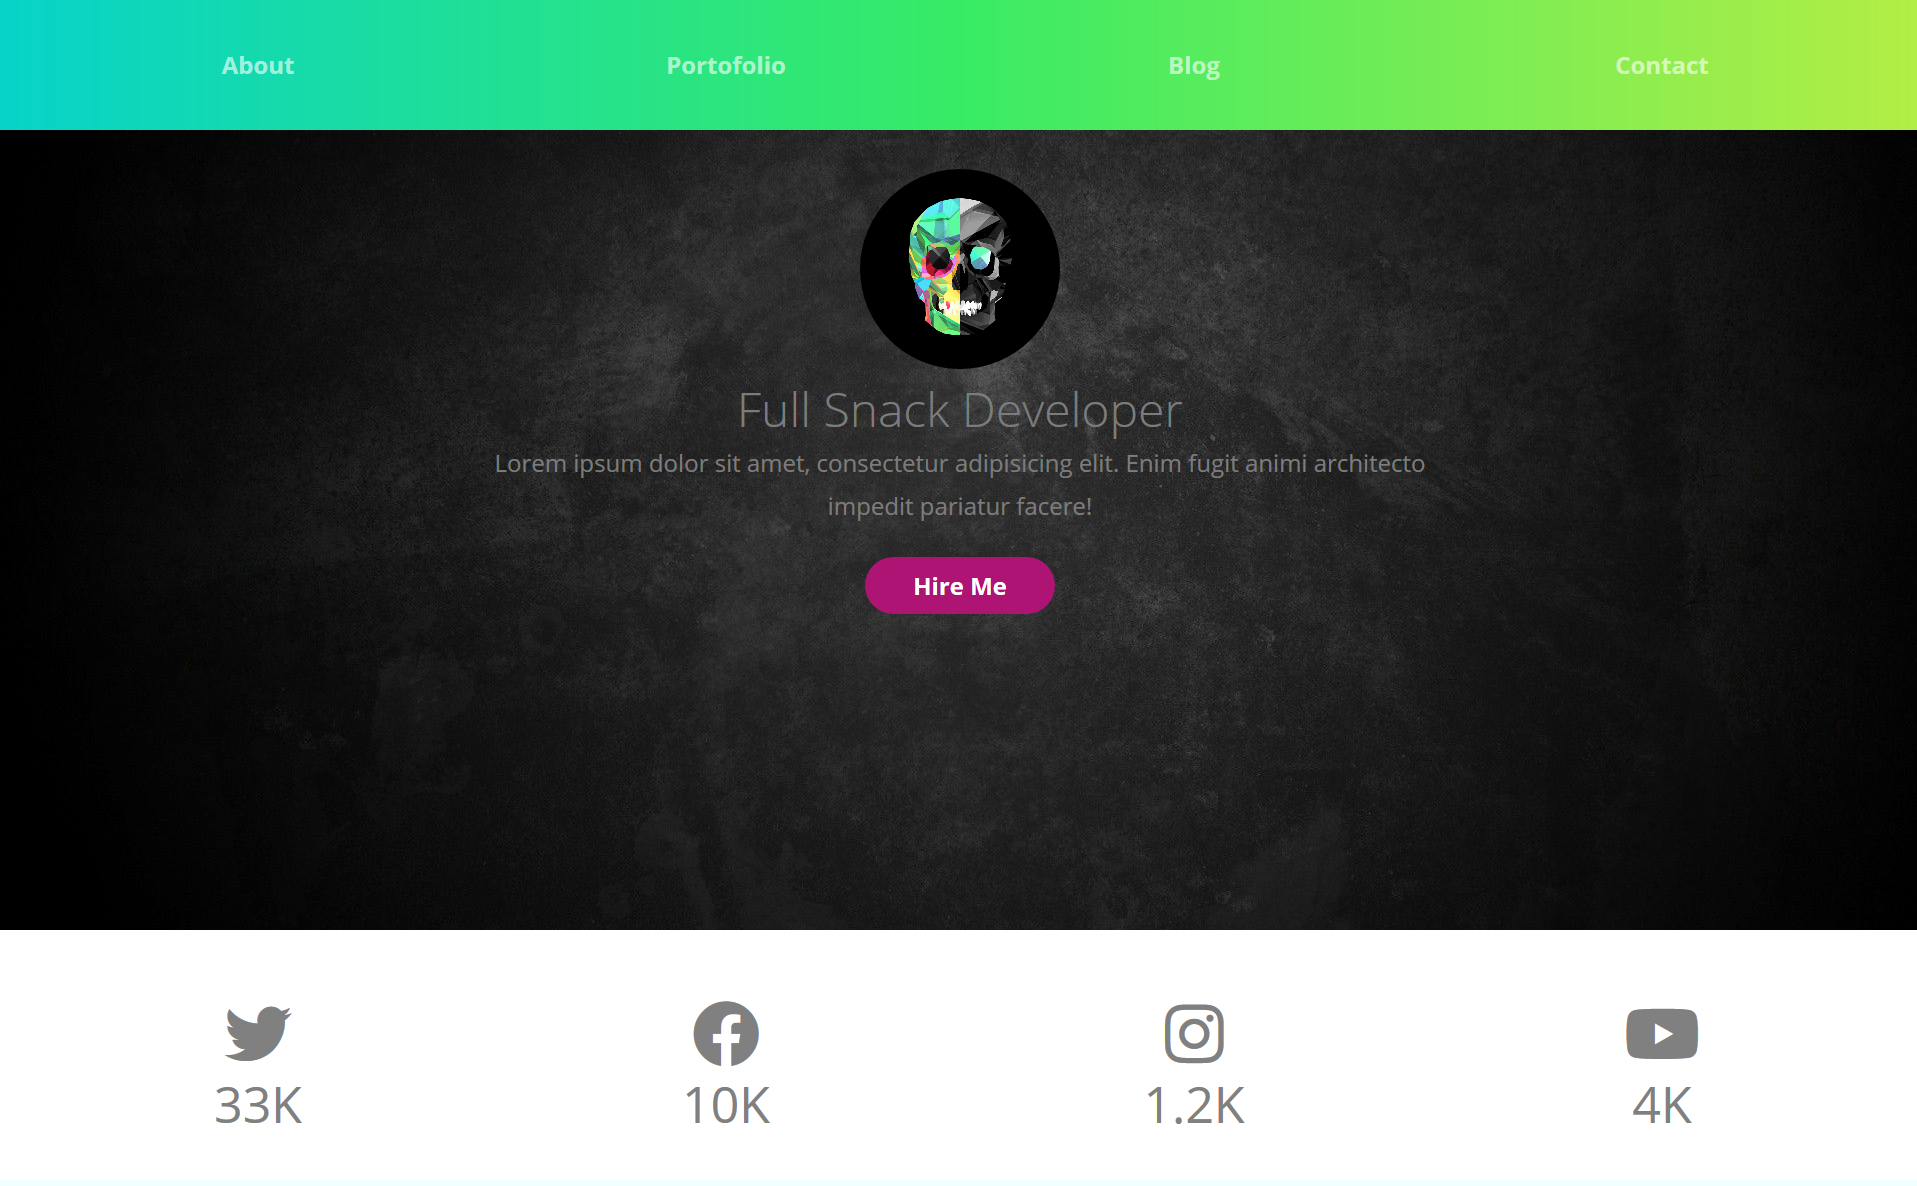 About
Portofolio
Blog
Contact
Full Snack Developer
Lorem ipsum dolor sit amet, consectetur adipisicing elit. Enim fugit animi architecto
impedit pariatur facere!
Hire Me
33K
10K
1.2K
4K